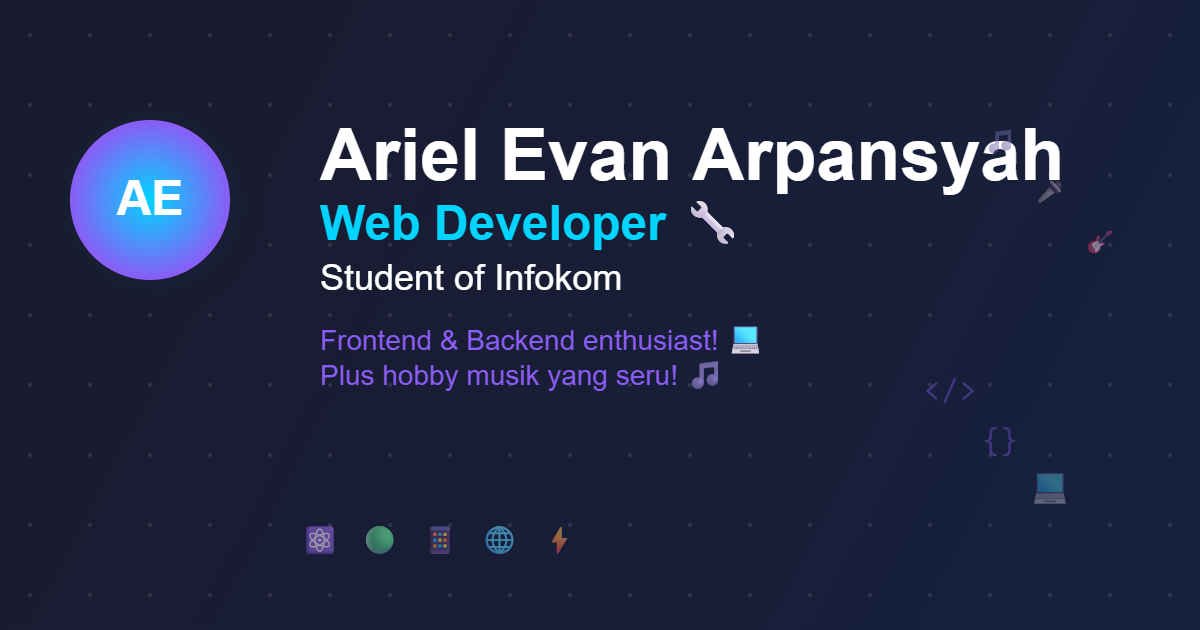 AE
Ariel Evan Arpansyah
Web Developer 🔧
Student of Infokom
Frontend & Backend enthusiast! 💻
Plus hobby musik yang seru! 🎵
</>
{}